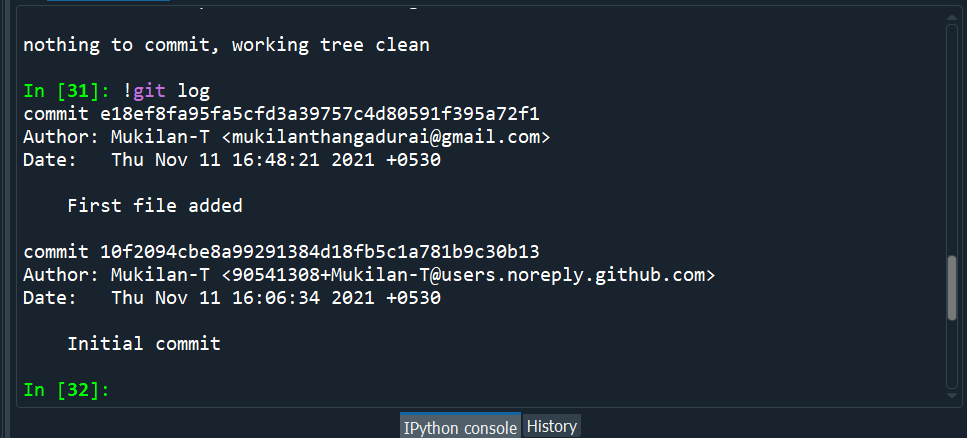 nothing to commit, working tree clean
In [31]: !git log
commit e18ef8fa95fa5cfd3a39757c4d80591f395a72f1
Author: Mukilan-T <mukilanthangadurai@gmail.com>
Date:   Thu Nov 11 16:48:21 2021 +0530
    First file added
commit 10f2094cbe8a99291384d18fb5c1a781b9c30b13
Author: Mukilan-T <90541308+Mukilan-T@users.noreply.github.com>
Date:   Thu Nov 11 16:06:34 2021 +0530
    Initial commit
In [32]:
IPython console History